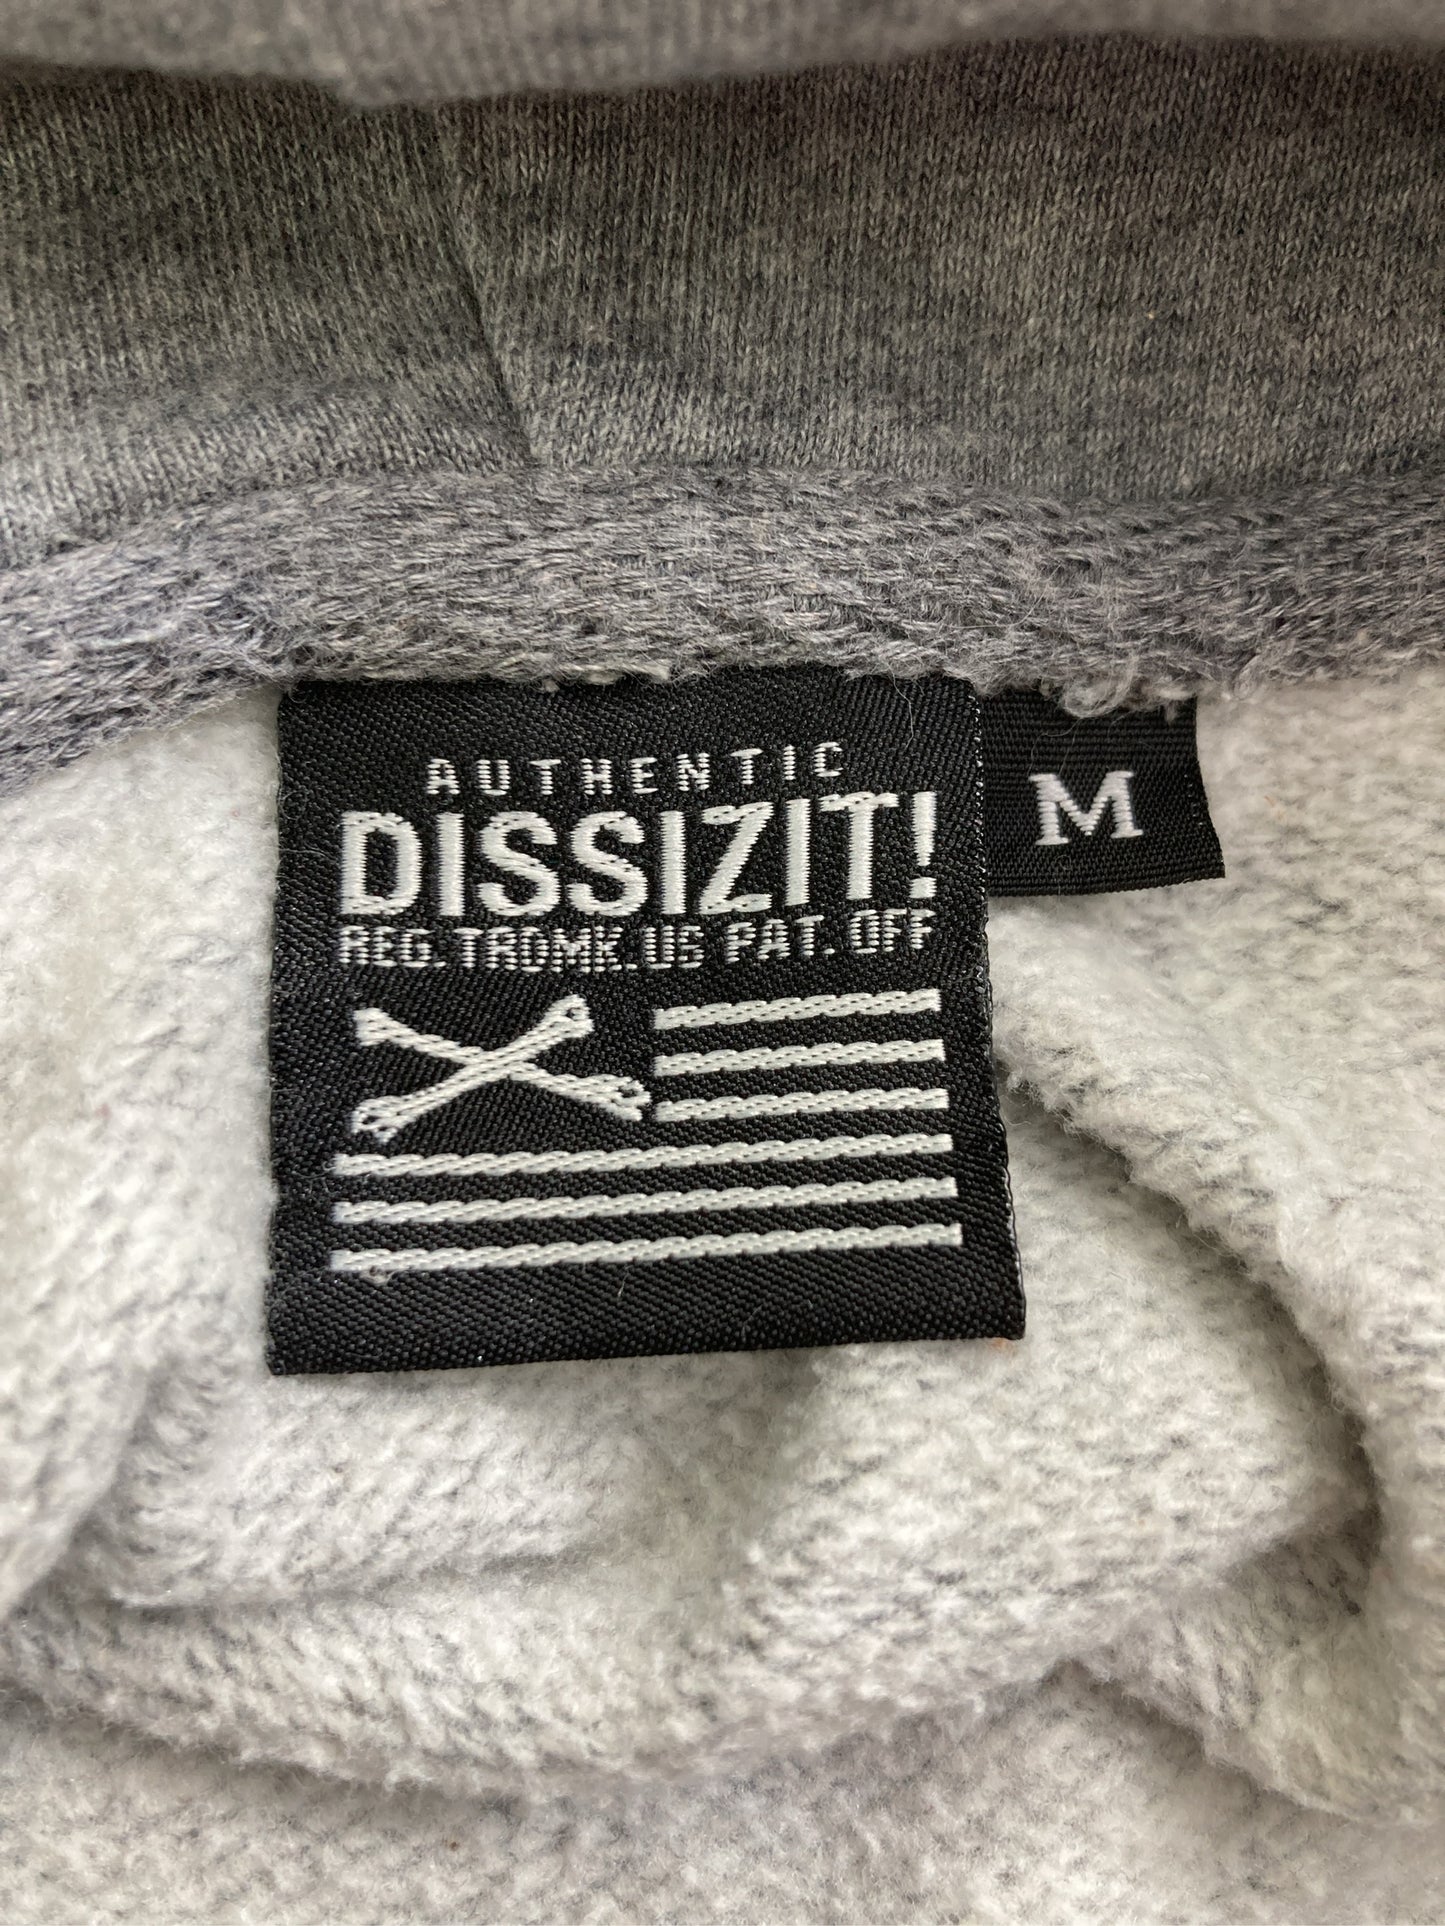 AUTHENTIC
DISSIZIT!
REG. TRDMK. US PAT. OFF
M